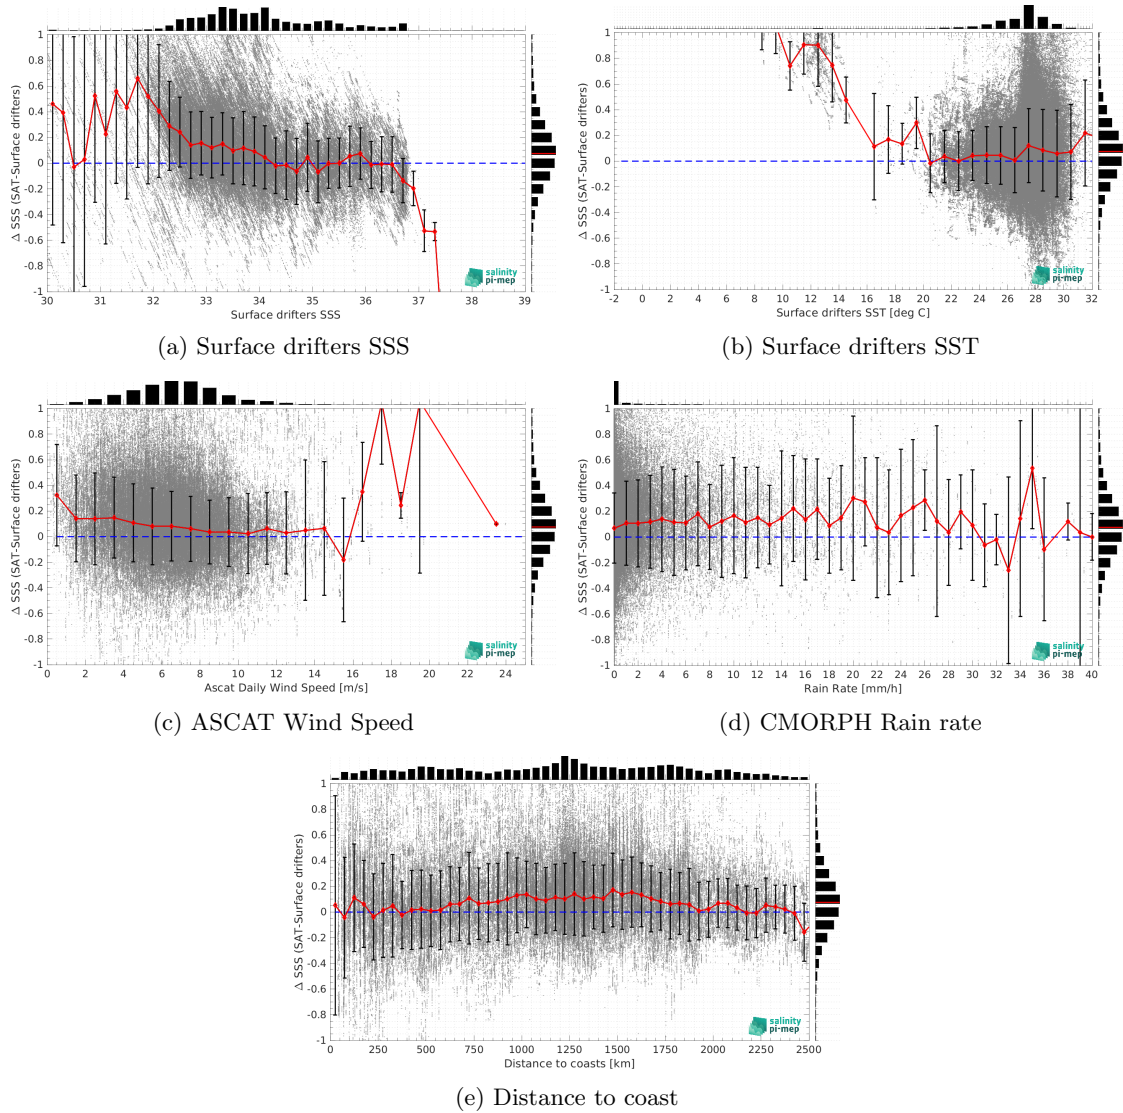 1
0.8
0.6
0.4
0.2
0
-0.2
-0.4
-0.6
-0.8
-1
Δ SSS (SAT-Surface drifters)
30 31 32 33 34 35 36 37 38 39
Surface drifters SSS
salinity
pi-mep
(a) Surface drifters SSS
1
0.8
0.6
0.4
0.2
0
-0.2
-0.4
-0.6
-0.8
-1
Δ SSS (SAT-Surface drifters)
-2 0 2 4 6 8 10 12 14 16 18 20 22 24 26 28 30 32
Surface drifters SST [deg C]
salinity
pi-mep
(b) Surface drifters SST
1
0.8
0.6
0.4
0.2
0
-0.2
-0.4
-0.6
-0.8
-1
Δ SSS (SAT-Surface drifters)
0 2 4 6 8 10 12 14 16 18 20 22 24
Ascat Daily Wind Speed [m/s]
salinity
pi-mep
(c) ASCAT Wind Speed
1
0.8
0.6
0.4
0.2
0
-0.2
-0.4
-0.6
-0.8
-1
Δ SSS (SAT-Surface drifters)
0 2 4 6 8 10 12 14 16 18 20 22 24 26 28 30 32 34 36 38 40
Rain Rate [mm/h]
salinity
pi-mep
(d) CMORPH Rain rate
1
0.8
0.6
0.4
0.2
0
-0.2
-0.4
-0.6
-0.8
-1
Δ SSS (SAT-Surface drifters)
0 250 500 750 1000 1250 1500 1750 2000 2250 2500
Distance to coasts [km]
salinity
pi-mep
(e) Distance to coast